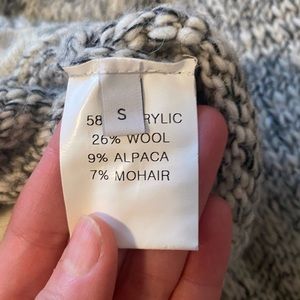 S
58
RYLIC
26% WOOL
9% ALPACA
7% MOHAIR